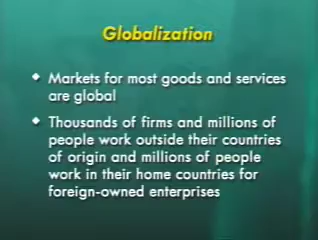 Globalization
Markets for most goods and services
are global
Thousands of firms and millions of
people work outside their countries
of origin and millions of people
work in their home countries for
foreign-owned enterprises